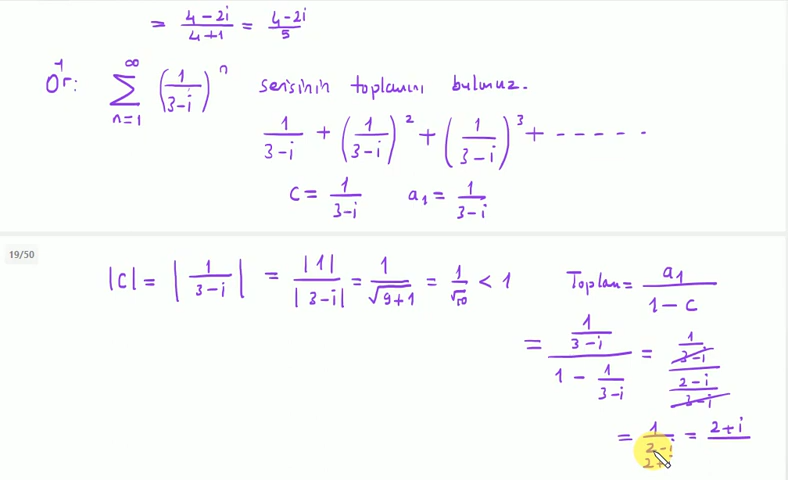 = (4-2i)/(4+1) = (4-2i)/5
Ör: ∑_{n=1}^{∞} (1/(3-i))^n serisinin toplamını bulunuz.
1/(3-i) + (1/(3-i))^2 + (1/(3-i))^3 + -----.
c = 1/(3-i) a₁ = 1/(3-i)
19/50
|c| = |1/(3-i)| = |1|/|3-i| = 1/√(9+1) = 1/√10 < 1
Toplam = a₁/(1-c)
= (1/(3-i))/(1 - 1/(3-i)) = (1/(3-i))/((2-i)/(3-i))
= 1/(2-i) = 2+i